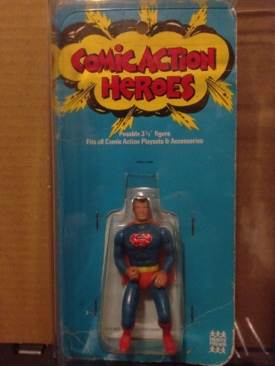 COMIC ACTION
HEROES
Posable 3¾" figure
Fits all Comic Action Playsets & Accessories